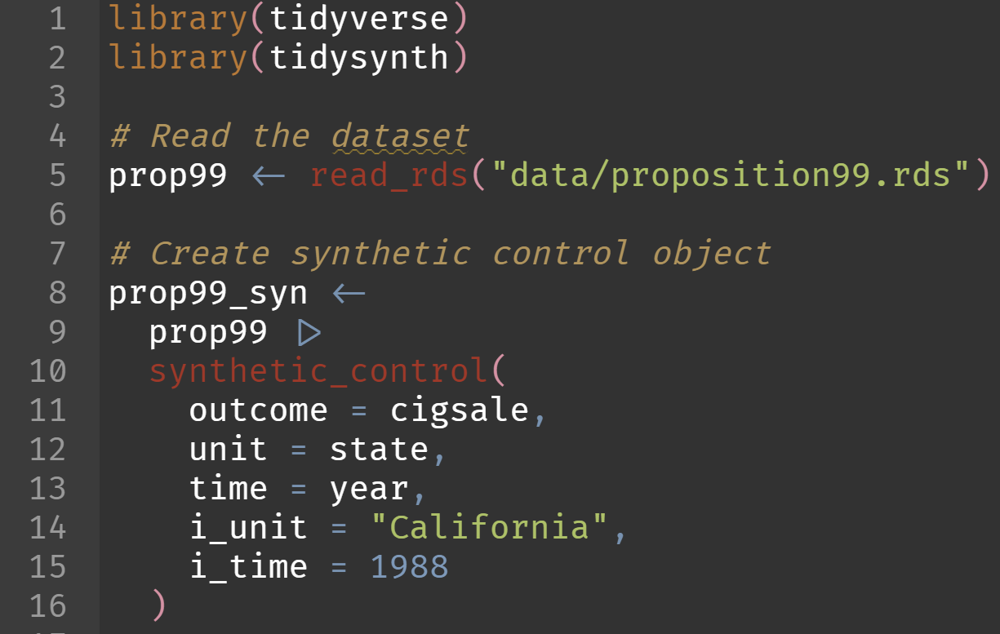 1 library(tidyverse)
2 library(tidysynth)
3
4 # Read the dataset
5 prop99 <- read_rds("data/proposition99.rds")
6
7 # Create synthetic control object
8 prop99_syn <-
9   prop99 |>
10   synthetic_control(
11     outcome = cigsale,
12     unit = state,
13     time = year,
14     i_unit = "California",
15     i_time = 1988
16   )